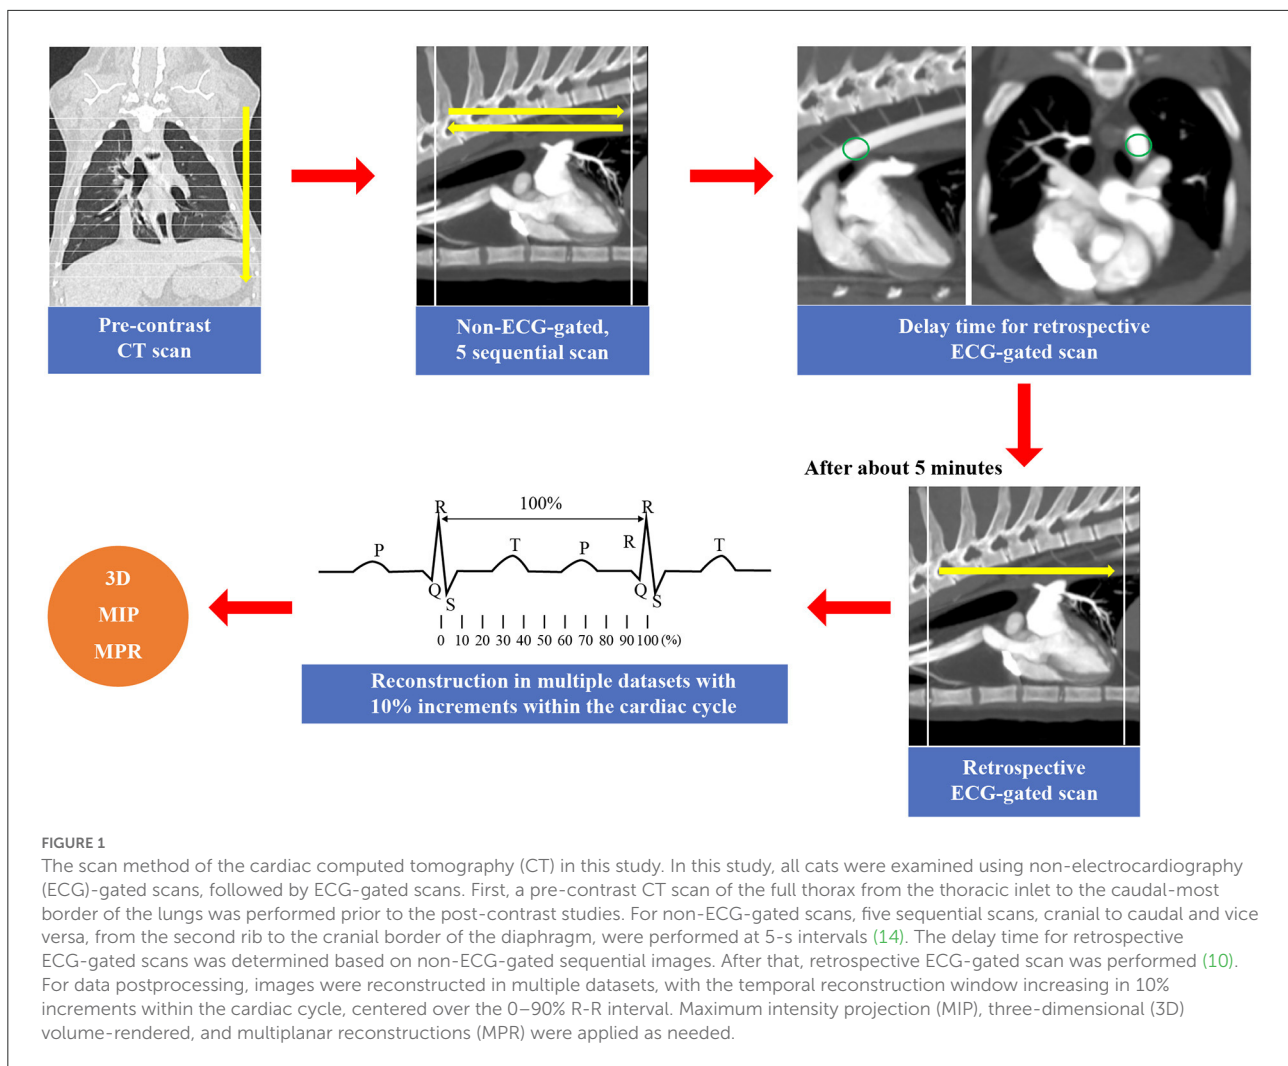 Pre-contrast
CT scan
Non-ECG-gated,
5 sequential scan
Delay time for retrospective
ECG-gated scan
After about 5 minutes
Retrospective
ECG-gated scan
R
100%
R
P
T
P
R
T
Q
S
Q
S
0 10 20 30 40 50 60 70 80 90 100 (%)
Reconstruction in multiple datasets with
10% increments within the cardiac cycle
3D
MIP
MPR
FIGURE 1
The scan method of the cardiac computed tomography (CT) in this study. In this study, all cats were examined using non-electrocardiography
(ECG)-gated scans, followed by ECG-gated scans. First, a pre-contrast CT scan of the full thorax from the thoracic inlet to the caudal-most
border of the lungs was performed prior to the post-contrast studies. For non-ECG-gated scans, five sequential scans, cranial to caudal and vice
versa, from the second rib to the cranial border of the diaphragm, were performed at 5-s intervals (14). The delay time for retrospective
ECG-gated scans was determined based on non-ECG-gated sequential images. After that, retrospective ECG-gated scan was performed (10).
For data postprocessing, images were reconstructed in multiple datasets, with the temporal reconstruction window increasing in 10%
increments within the cardiac cycle, centered over the 0–90% R-R interval. Maximum intensity projection (MIP), three-dimensional (3D)
volume-rendered, and multiplanar reconstructions (MPR) were applied as needed.